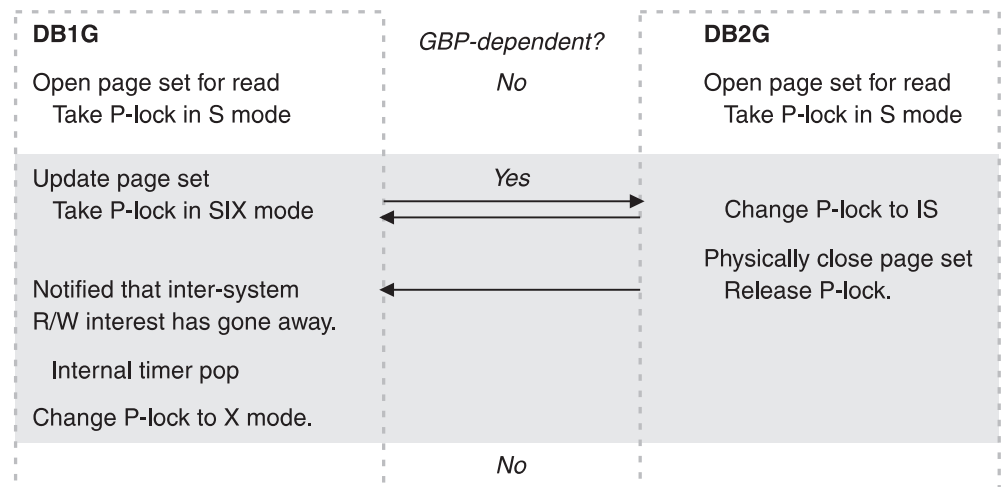 DB1G
GBP-dependent?
DB2G
Open page set for read
Take P-lock in S mode
No
Open page set for read
Take P-lock in S mode
Update page set
Take P-lock in SIX mode
Yes
Change P-lock to IS
Physically close page set
Release P-lock.
Notified that inter-system
R/W interest has gone away.
Internal timer pop
Change P-lock to X mode.
No